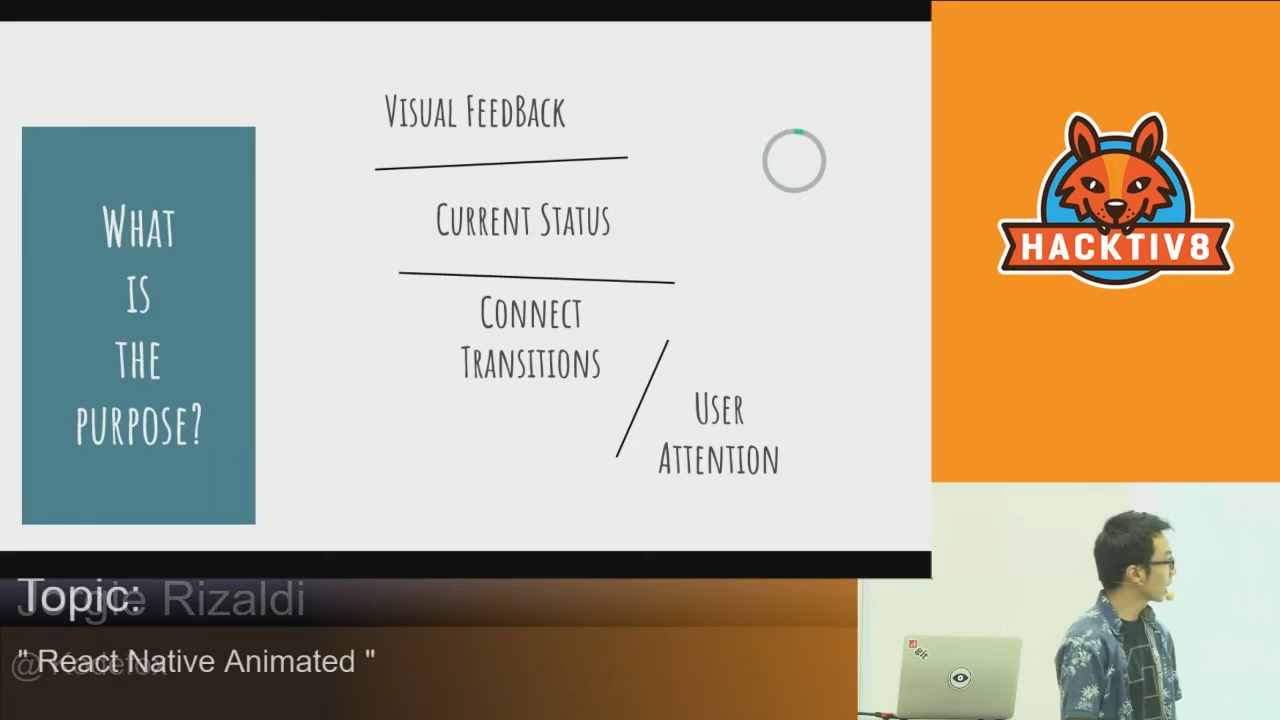 WHAT
IS
THE
PURPOSE?
VISUAL FEEDBACK
CURRENT STATUS
CONNECT
TRANSITIONS
USER
ATTENTION
HACKTIV8
Topic:
Rizaldi
" React Native Animated "
git